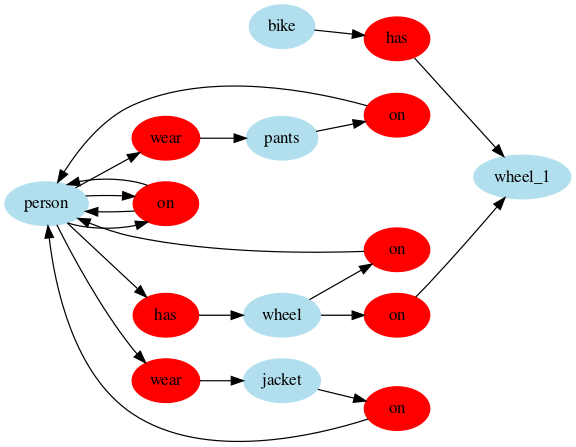 bike
has
on
wear
pants
wheel_1
person
on
on
has
wheel
on
wear
jacket
on